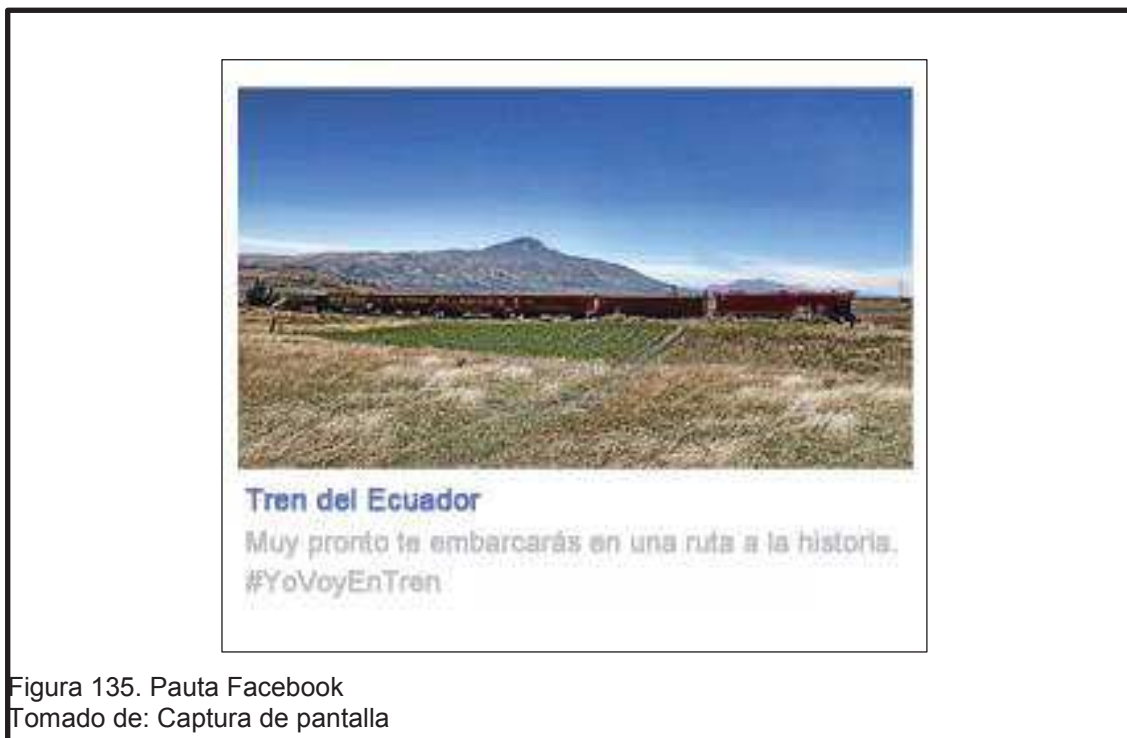 Tren del Ecuador
Muy pronto te embarcarás en una ruta a la historia.
#YoVoyEnTren
Figura 135. Pauta Facebook
Tomado de: Captura de pantalla